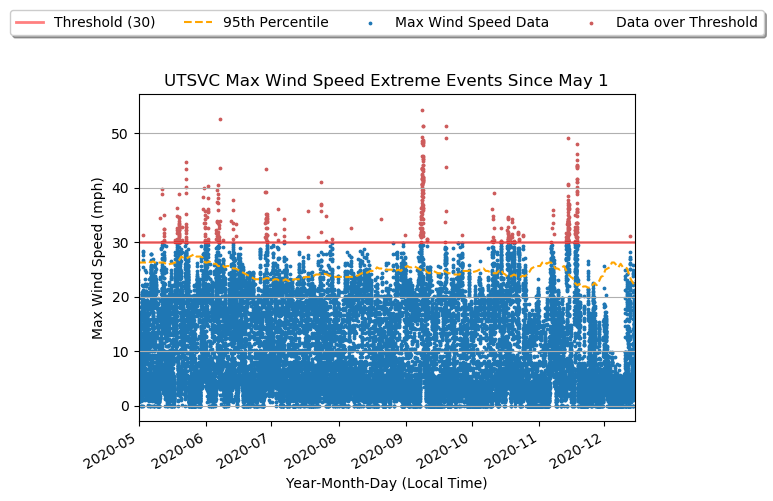 Threshold (30) 95th Percentile Max Wind Speed Data Data over Threshold
UTSVC Max Wind Speed Extreme Events Since May 1
Max Wind Speed (mph)
50
40
30
20
10
0
2020-05 2020-06 2020-07 2020-08 2020-09 2020-10 2020-11 2020-12
Year-Month-Day (Local Time)